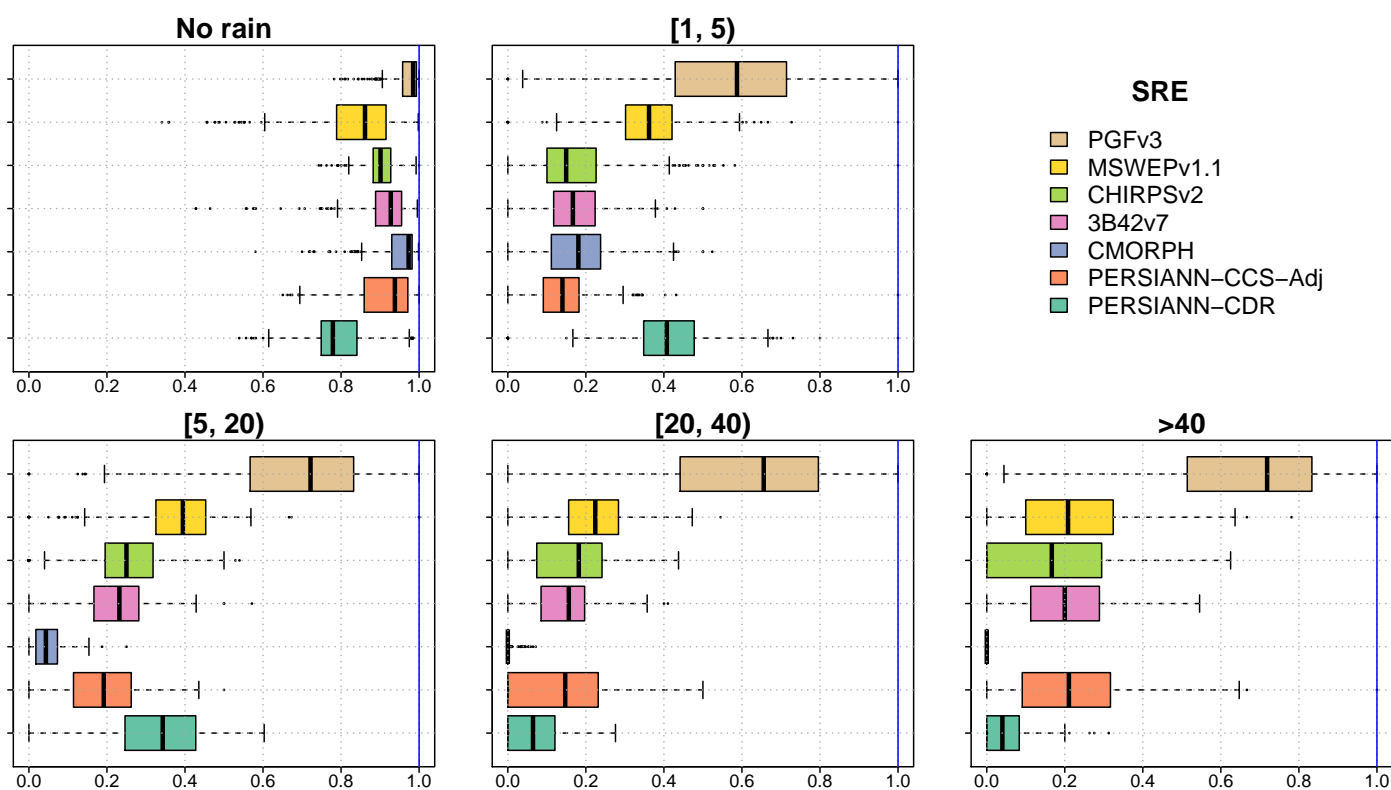 No rain
[1, 5)
SRE
PGFv3
MSWEPv1.1
CHIRPSv2
3B42v7
CMORPH
PERSIANN−CCS−Adj
PERSIANN−CDR
0.0 0.2 0.4 0.6 0.8 1.0
0.0 0.2 0.4 0.6 0.8 1.0
[5, 20)
[20, 40)
>40
0.0 0.2 0.4 0.6 0.8 1.0
0.0 0.2 0.4 0.6 0.8 1.0
0.0 0.2 0.4 0.6 0.8 1.0